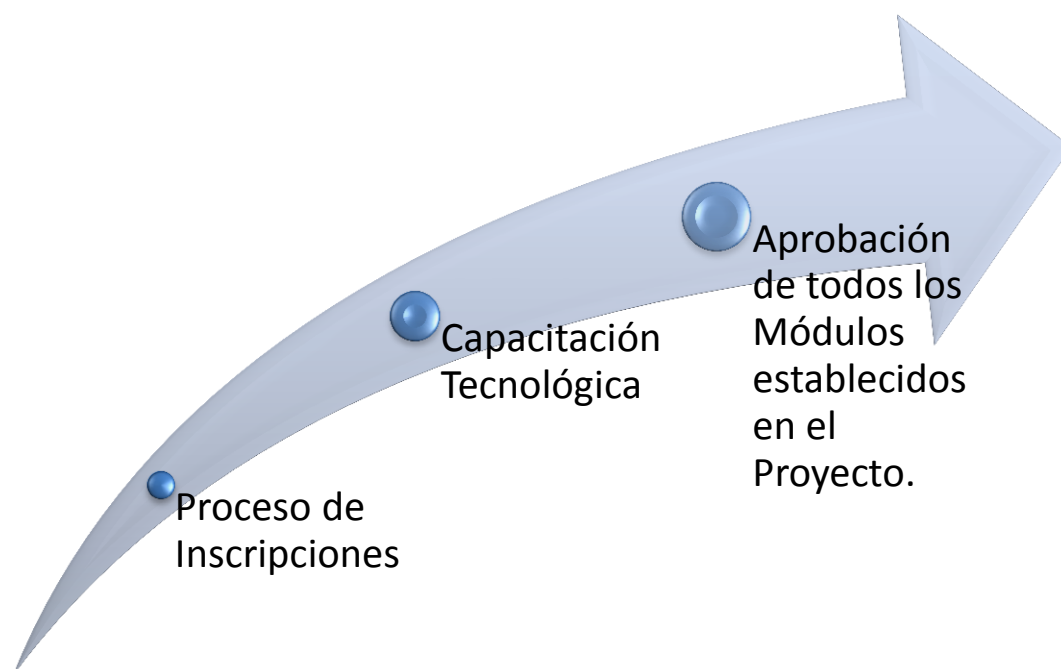 Proceso de
Inscripciones
Capacitación
Tecnológica
Aprobación
de todos los
Módulos
establecidos
en el
Proyecto.